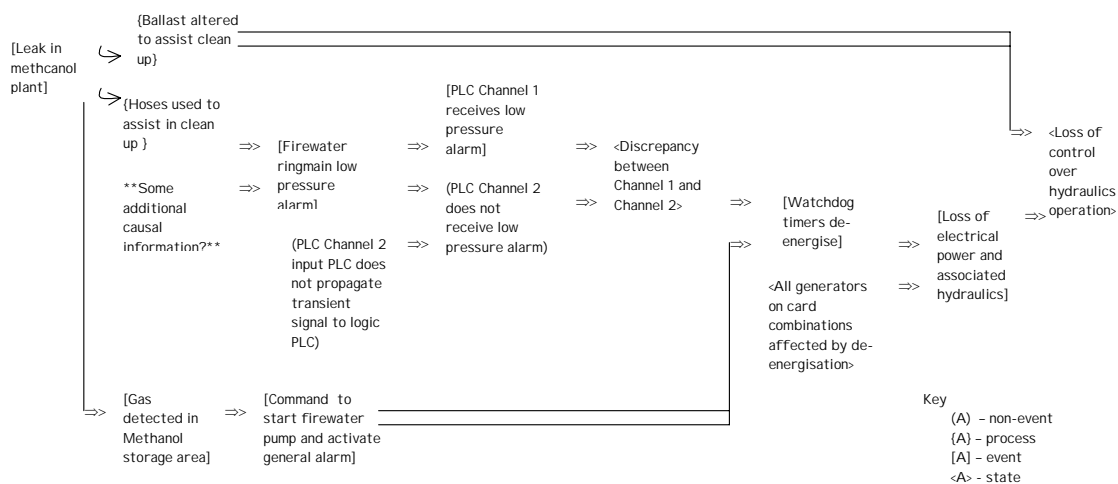 [Leak in
methcanol
plant]
{Ballast altered
to assist clean
up}
{Hoses used to
assist in clean
up }
**Some
additional
causal
information?**
[Firewater
ringmain low
pressure
alarm]
(PLC Channel 2
input PLC does
not propagate
transient
signal to logic
PLC)
[PLC Channel 1
receives low
pressure
alarm]
(PLC Channel 2
does not
receive low
pressure alarm)
<Discrepancy
between
Channel 1 and
Channel 2>
[Watchdog
timers de-
energise]
<All generators
on card
combinations
affected by de-
energisation>
[Loss of
electrical
power and
associated
hydraulics]
<Loss of
control
over
hydraulics
operation>
[Gas
detected in
Methanol
storage area]
[Command to
start firewater
pump and activate
general alarm]
Key
(A) – non-event
{A} – process
[A] – event
<A> - state